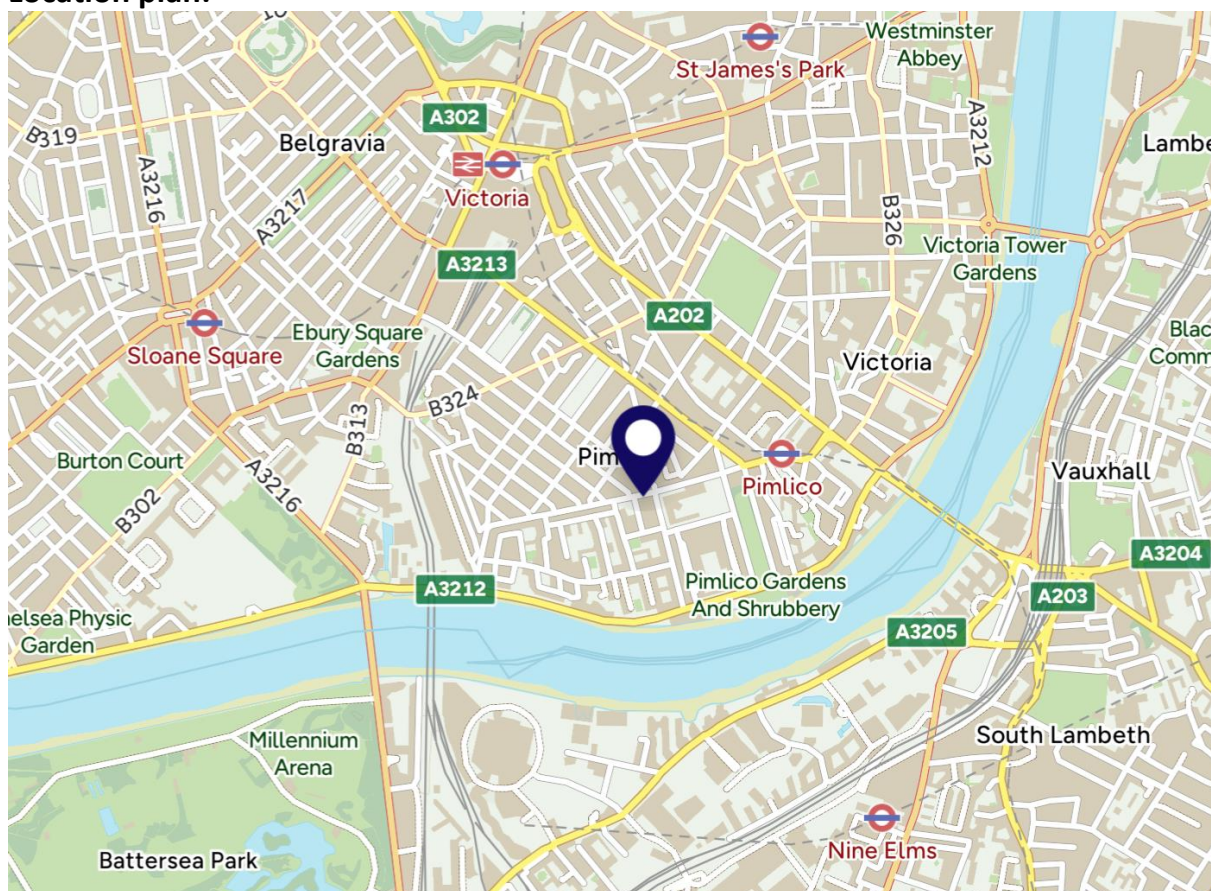 Location plan:
Westminster
Abbey
St James's Park
A302
B319
Belgravia
A3212
Lambe
A3216
Victoria
A3217
B326
Victoria Tower
Gardens
A3213
A202
Ebury Square
Gardens
Sloane Square
Blac
Comm
Victoria
B324
B313
Pim
Burton Court
A3216
Pimlico
Vauxhall
B302
A3204
A3212
Pimlico Gardens
And Shrubbery
A203
elsea Physic
Garden
A3205
Millennium
Arena
South Lambeth
Battersea Park
Nine Elms